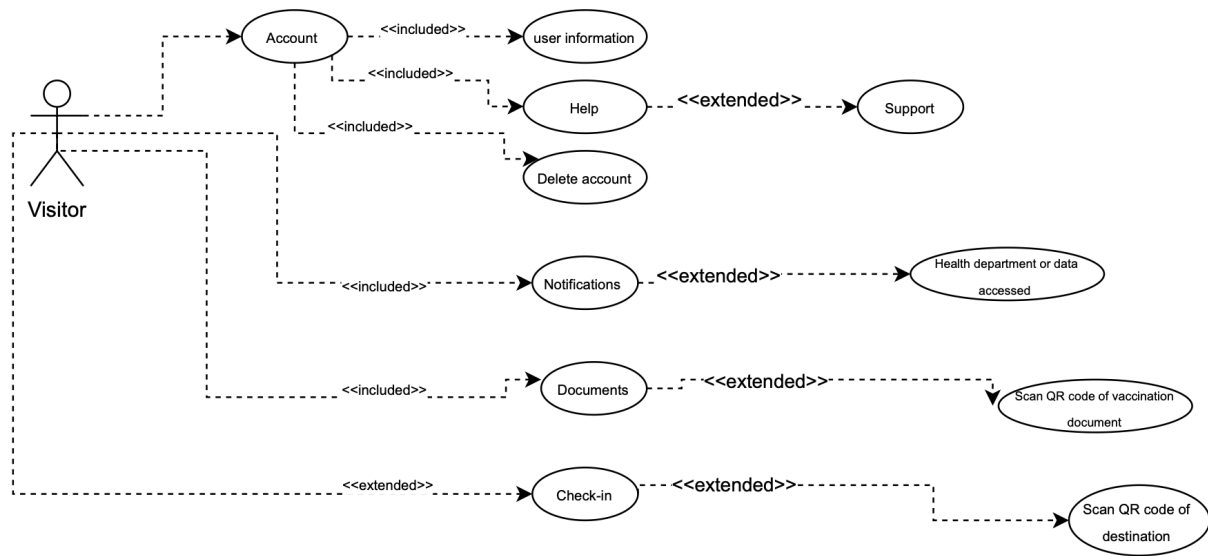 Account
<<included>>
user information
<<included>>
Help
<<extended>>
Support
<<included>>
Delete account
Visitor
<<included>>
Notifications
<<extended>>
Health department or data
accessed
<<included>>
Documents
<<extended>>
Scan QR code of vaccination
document
<<extended>>
Check-in
<<extended>>
Scan QR code of
destination